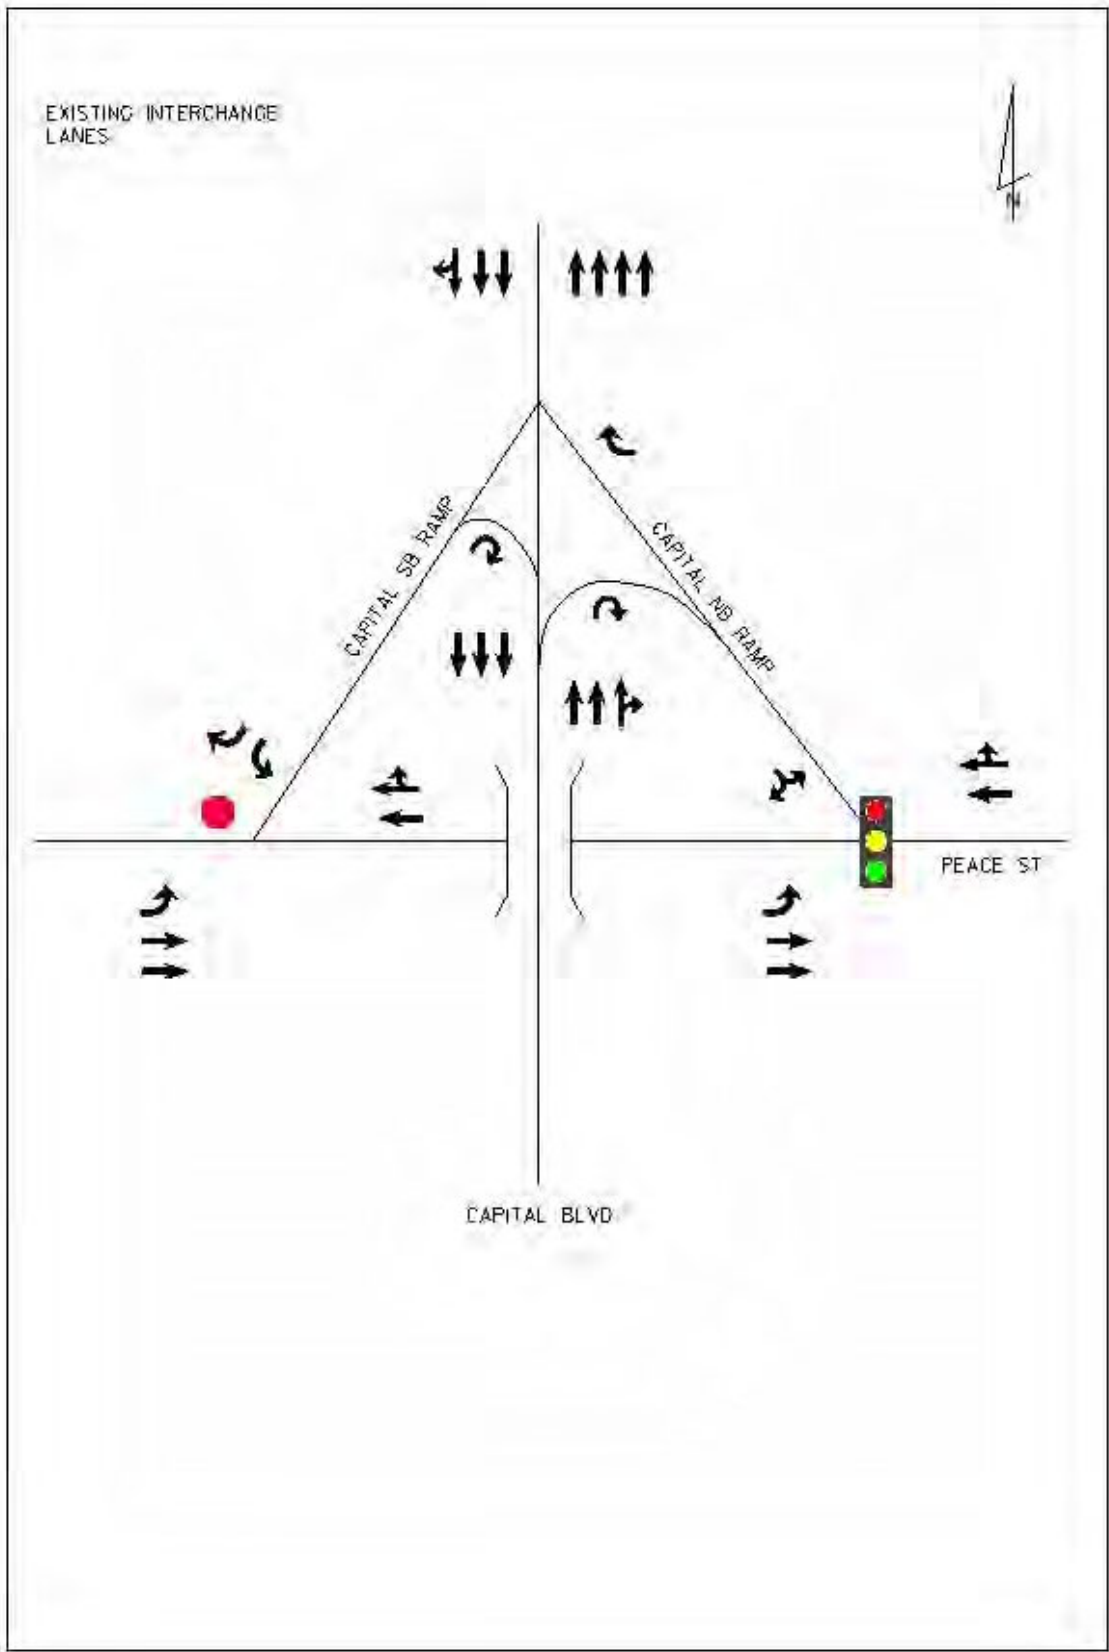 EXISTING INTERCHANGE
LANES
N
CAPITAL SB RAMP
CAPITAL NB RAMP
PEACE ST
CAPITAL BLVD